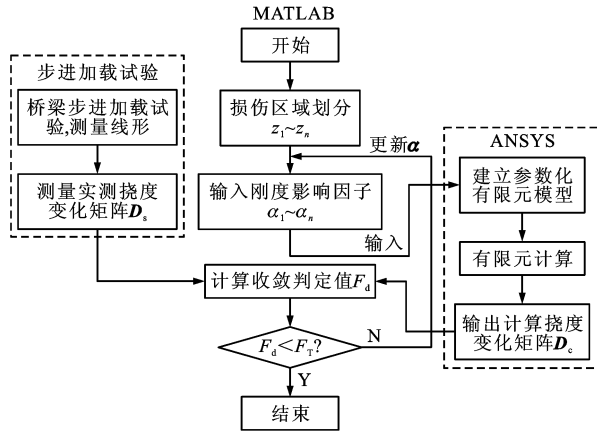 MATLAB
开始
步进加载试验
桥梁步进加载试
验,测量线形
测量实测挠度
变化矩阵Ds
损伤区域划分
z1~zn
更新α
输入刚度影响因子
α1~αn
输入
ANSYS
建立参数化
有限元模型
有限元计算
输出计算挠度
变化矩阵Dc
计算收敛判定值Fd
Fd<FT?
N
Y
结束